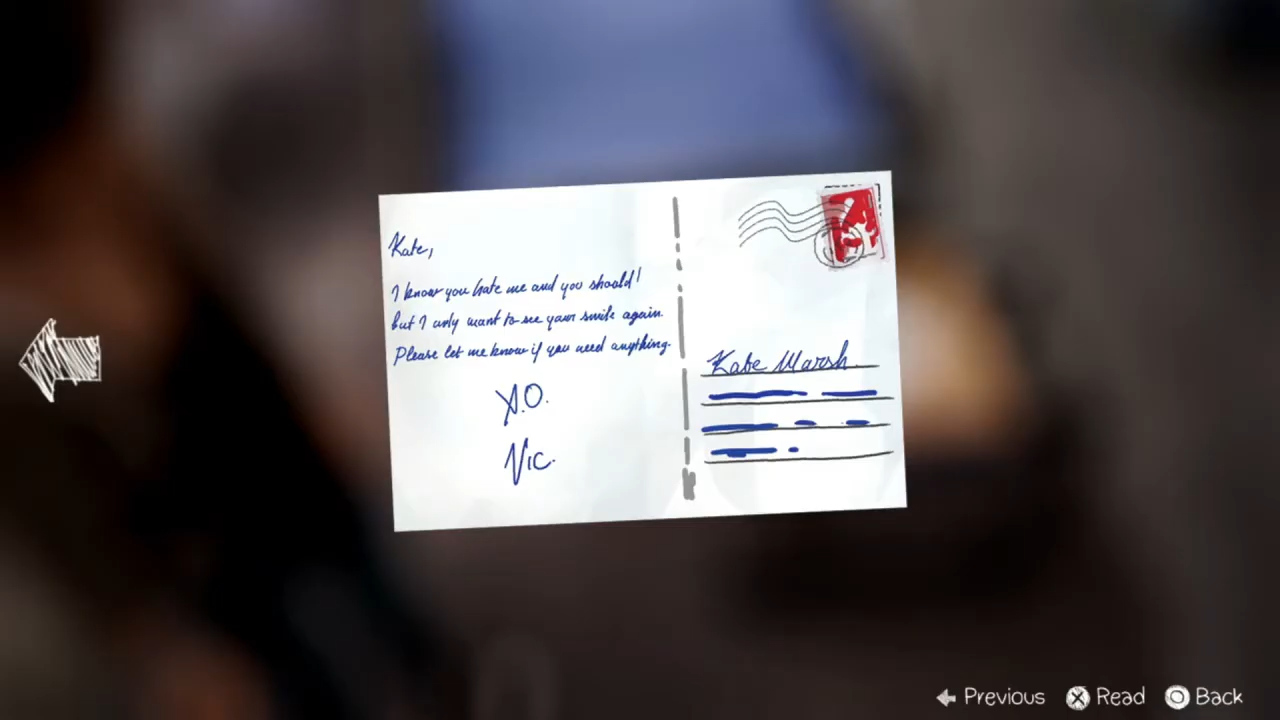 Kate,
I know you hate me and you should!
but I only want to see your smile again.
Please let me know if you need anything.
X.O.
Vic.
Kate Marsh
Previous
Read
Back